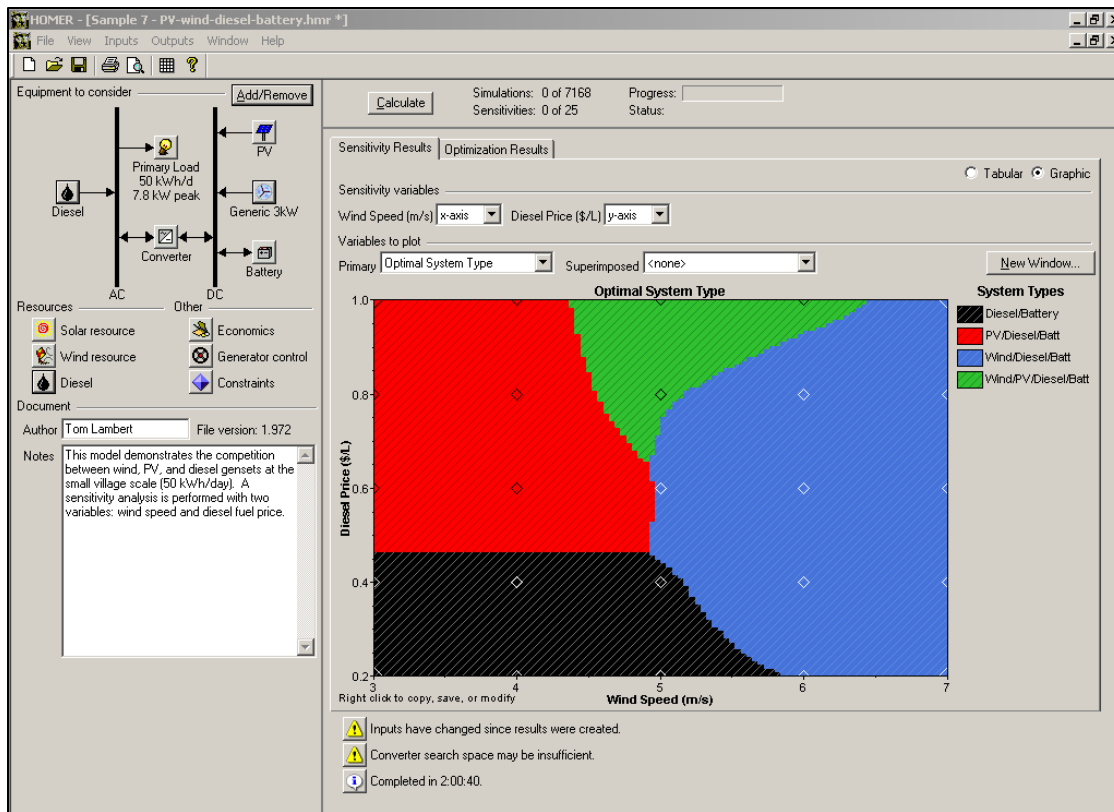 HOMER - [Sample 7 - PV-wind-diesel-battery.hmr *]
File View Inputs Outputs Window Help
Equipment to consider
Add/Remove
Calculate
Simulations: 0 of 7168
Progress:
Sensitivities: 0 of 25
Status:
Primary Load
50 kWh/d
7.8 kW peak
Diesel
PV
Generic 3kW
Converter
Battery
AC
DC
Resources
Other
Solar resource
Economics
Wind resource
Generator control
Diesel
Constraints
Document
Author Tom Lambert
File version: 1.972
Notes
This model demonstrates the competition
between wind, PV, and diesel gensets at the
small village scale (50 kWh/day). A
sensitivity analysis is performed with two
variables: wind speed and diesel fuel price.
Sensitivity Results
Optimization Results
Tabular
Graphic
Sensitivity variables
Wind Speed (m/s) x-axis
Diesel Price ($/L) y-axis
Variables to plot
Primary Optimal System Type
Superimposed <none>
New Window...
Optimal System Type
System Types
Diesel/Battery
PV/Diesel/Batt
Wind/Diesel/Batt
Wind/PV/Diesel/Batt
1.0
0.8
0.6
0.4
0.2
Diesel Price ($/L)
3
4
5
6
7
Wind Speed (m/s)
Right click to copy, save, or modify
Inputs have changed since results were created.
Converter search space may be insufficient.
Completed in 2:00:40.